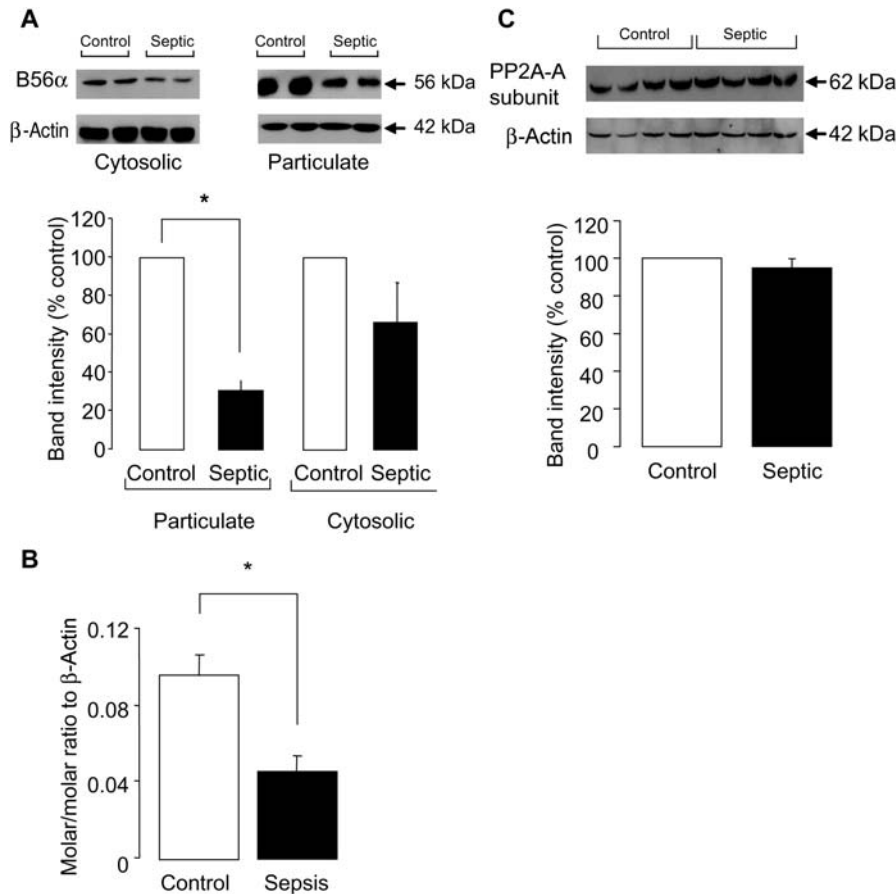 A
Control Septic
Control Septic
B56α
56 kDa
β-Actin
42 kDa
Cytosolic
Particulate
*
Band intensity (% control)
120
100
80
60
40
20
0
Control Septic
Control Septic
Particulate
Cytosolic
B
*
Molar/molar ratio to β-Actin
0.12
0.08
0.04
0
Control
Sepsis
C
Control
Septic
PP2A-A
subunit
62 kDa
β-Actin
42 kDa
Band intensity (% control)
120
100
80
60
40
20
0
Control
Septic